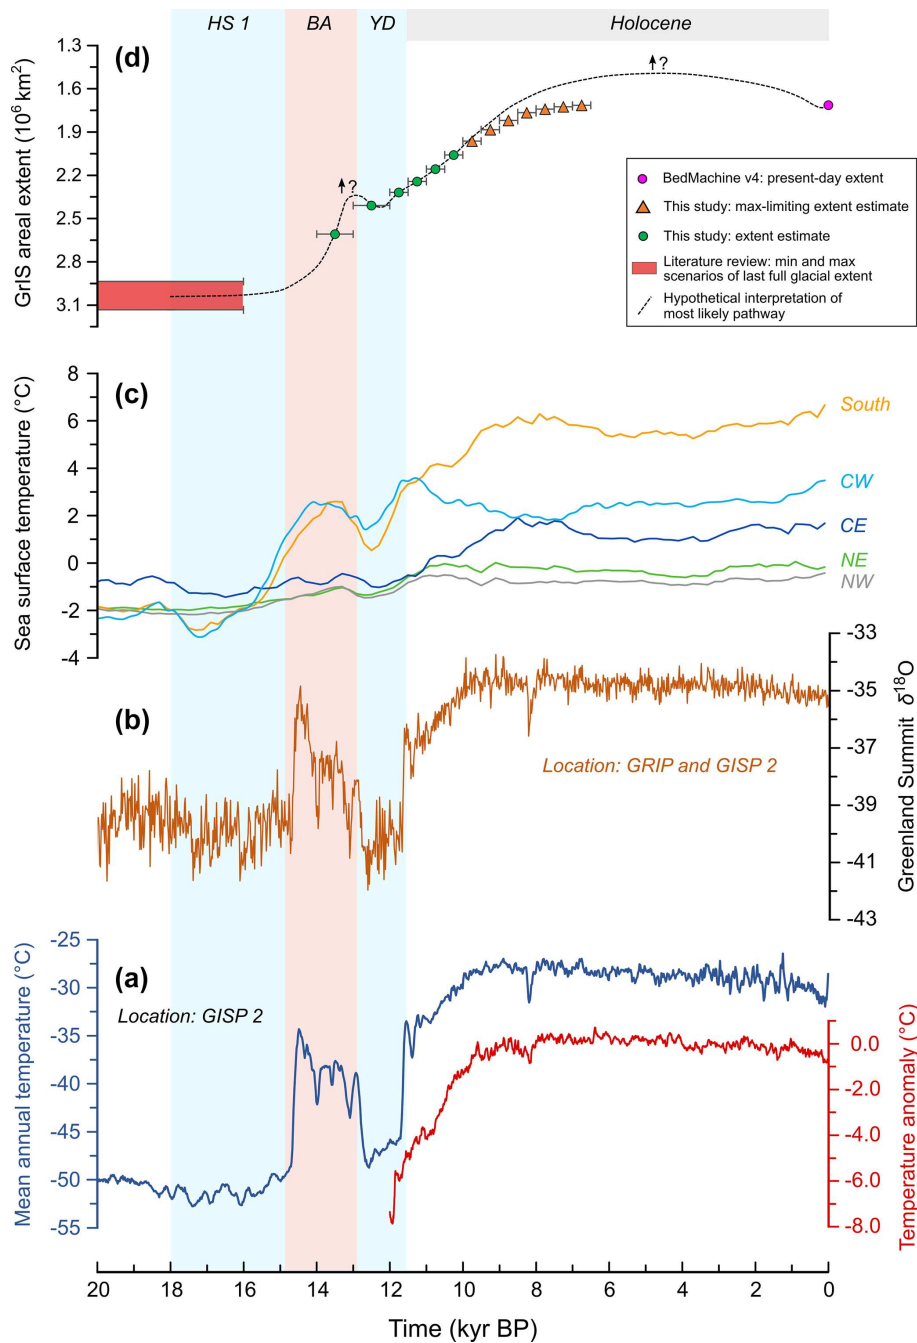 HS 1 BA YD Holocene
(d)
GrIS areal extent (10⁶ km²)
1.3
1.6
1.9
2.2
2.5
2.8
3.1
?
?
BedMachine v4: present-day extent
This study: max-limiting extent estimate
This study: extent estimate
Literature review: min and max
scenarios of last full glacial extent
Hypothetical interpretation of
most likely pathway
(c)
Sea surface temperature (°C)
8
6
4
2
0
-2
-4
South
CW
CE
NE
NW
(b)
Greenland Summit δ¹⁸O
-33
-35
-37
-39
-41
-43
Location: GRIP and GISP 2
(a)
Location: GISP 2
Mean annual temperature (°C)
-25
-30
-35
-40
-45
-50
-55
Temperature anomaly (°C)
0.0
-2.0
-4.0
-6.0
-8.0
20 18 16 14 12 10 8 6 4 2 0
Time (kyr BP)